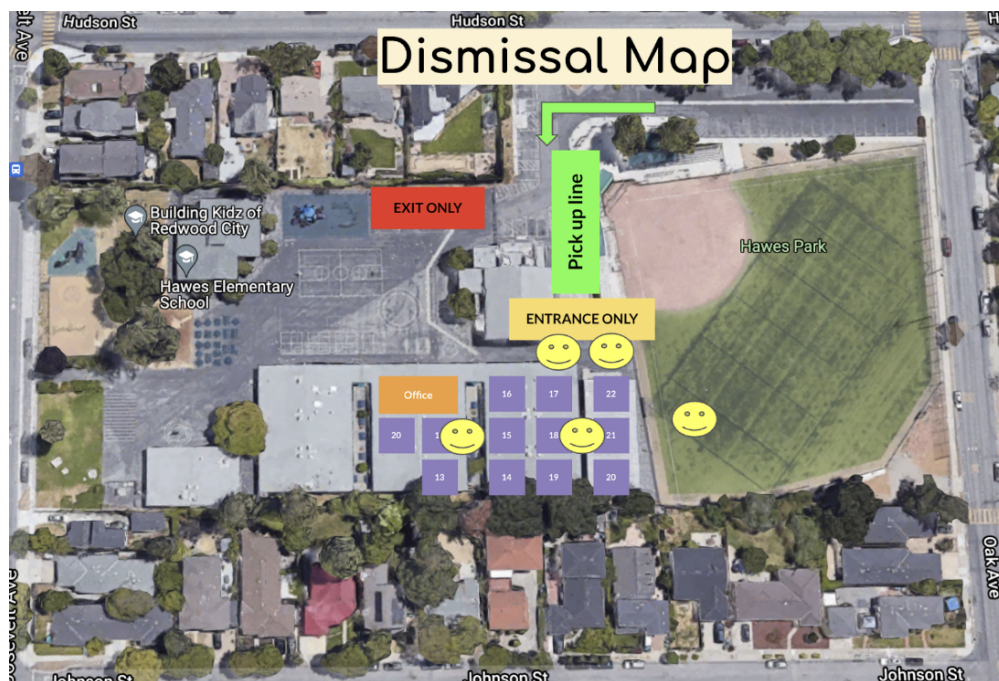 Hudson St
Hudson St
Dismissal Map
EXIT ONLY
Building Kidz of
Redwood City
Pick up line
Hawes Park
Hawes Elementary
School
ENTRANCE ONLY
Office
16
17
22
20
15
18
21
13
14
19
20
Oak Ave
Johnson St
Johnson St
Johnson St